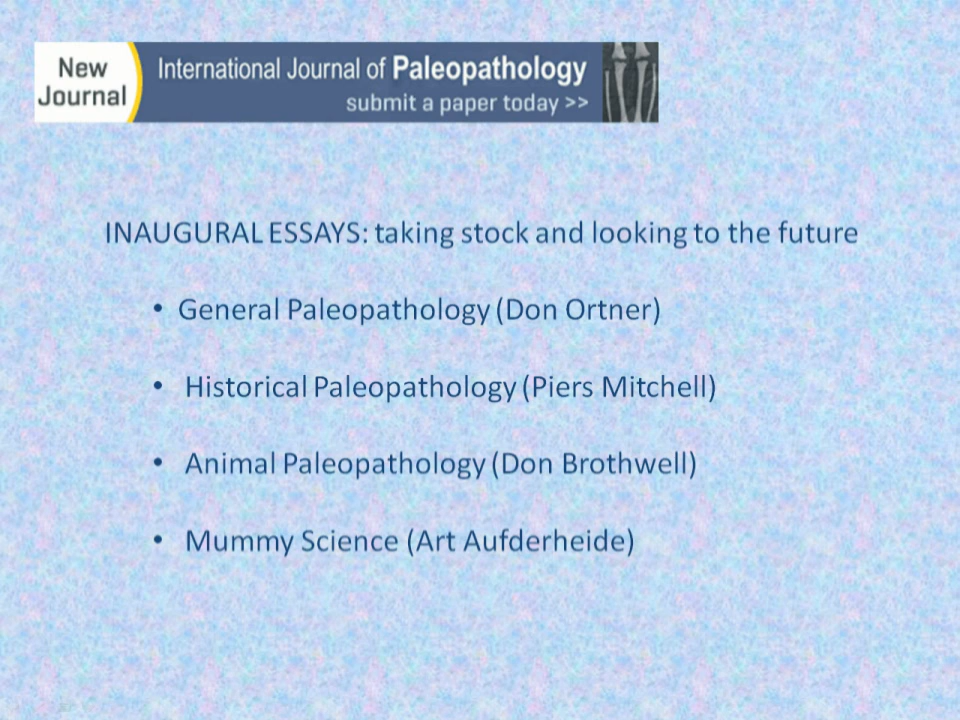 New
Journal
International Journal of Paleopathology
submit a paper today >>
INAUGURAL ESSAYS: taking stock and looking to the future
• General Paleopathology (Don Ortner)
• Historical Paleopathology (Piers Mitchell)
• Animal Paleopathology (Don Brothwell)
• Mummy Science (Art Aufderheide)